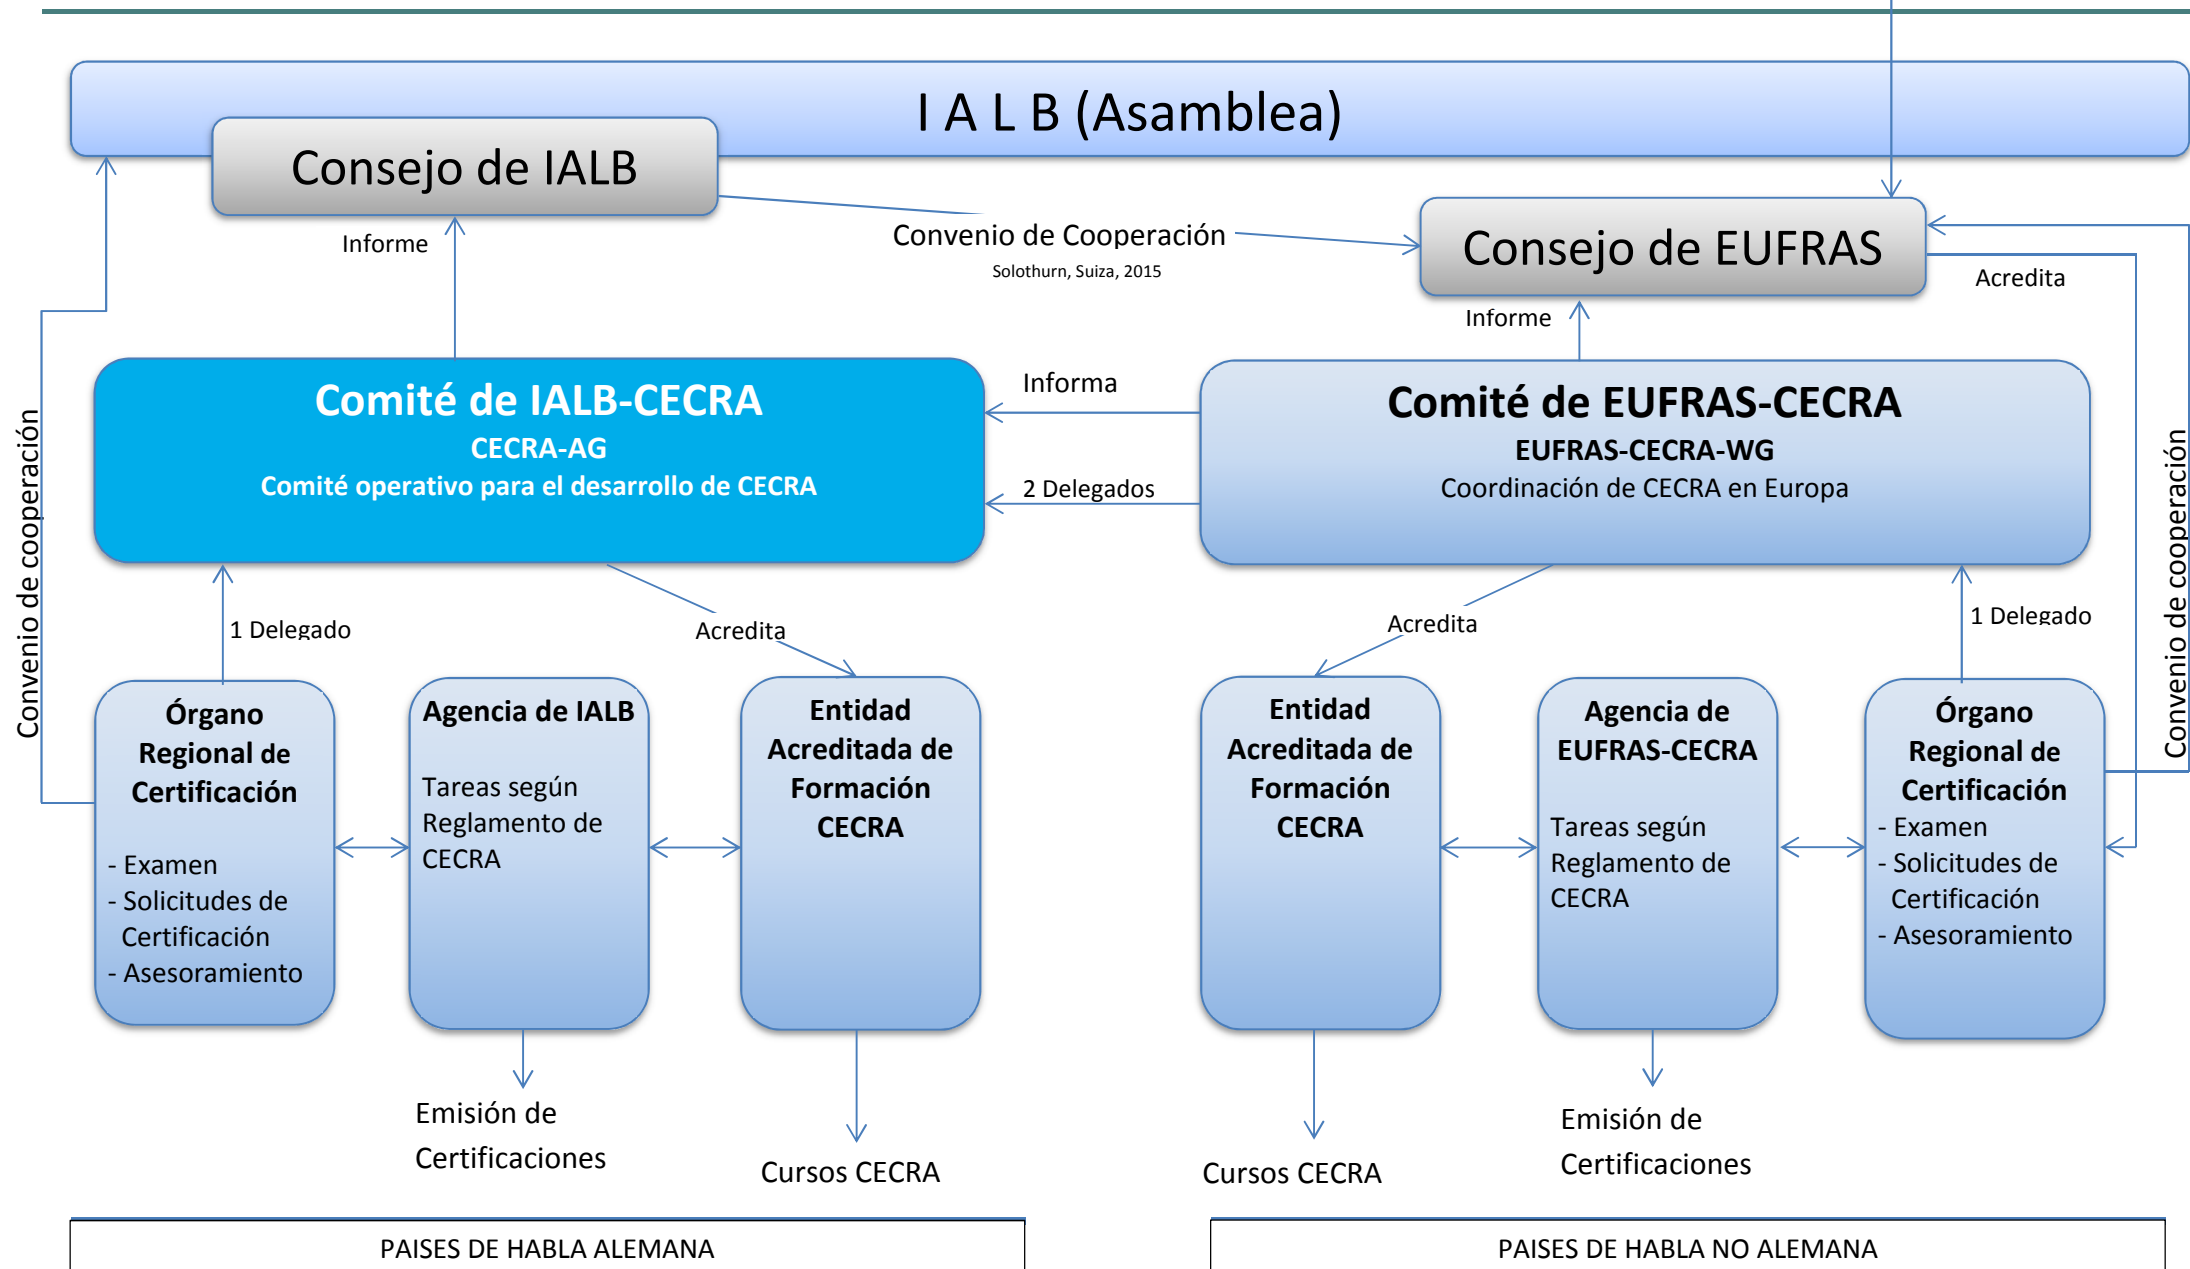 I A L B (Asamblea)
Consejo de IALB
Informe
Convenio de Cooperación
Solothurn, Suiza, 2015
Consejo de EUFRAS
Acredita
Informe
Convenio de cooperación
Comité de IALB-CECRA
CECRA-AG
Comité operativo para el desarrollo de CECRA
Informa
2 Delegados
Comité de EUFRAS-CECRA
EUFRAS-CECRA-WG
Coordinación de CECRA en Europa
Convenio de cooperación
1 Delegado
Acredita
Acredita
1 Delegado
Órgano
Regional de
Certificación
- Examen
- Solicitudes de
Certificación
- Asesoramiento
Agencia de IALB
Tareas según
Reglamento de
CECRA
Entidad
Acreditada de
Formación
CECRA
Entidad
Acreditada de
Formación
CECRA
Agencia de
EUFRAS-CECRA
Tareas según
Reglamento de
CECRA
Órgano
Regional de
Certificación
- Examen
- Solicitudes de
Certificación
- Asesoramiento
Emisión de
Certificaciones
Cursos CECRA
Cursos CECRA
Emisión de
Certificaciones
PAISES DE HABLA ALEMANA
PAISES DE HABLA NO ALEMANA